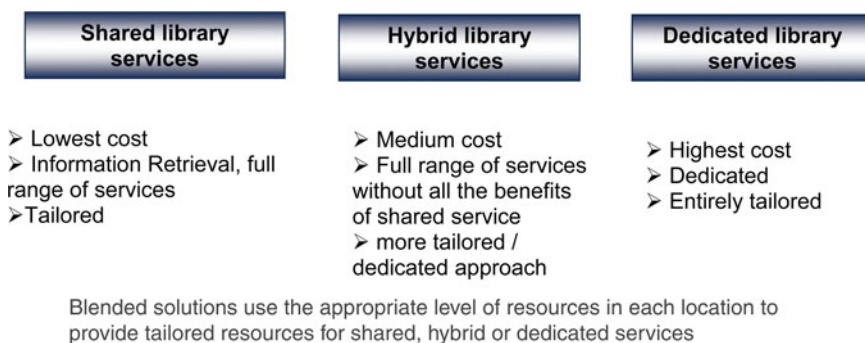 Shared library
services
➢ Lowest cost
➢ Information Retrieval, full
range of services
➢Tailored
Hybrid library
services
➢ Medium cost
➢ Full range of services
without all the benefits
of shared service
➢ more tailored /
dedicated approach
Dedicated library
services
➢ Highest cost
➢ Dedicated
➢ Entirely tailored
Blended solutions use the appropriate level of resources in each location to
provide tailored resources for shared, hybrid or dedicated services